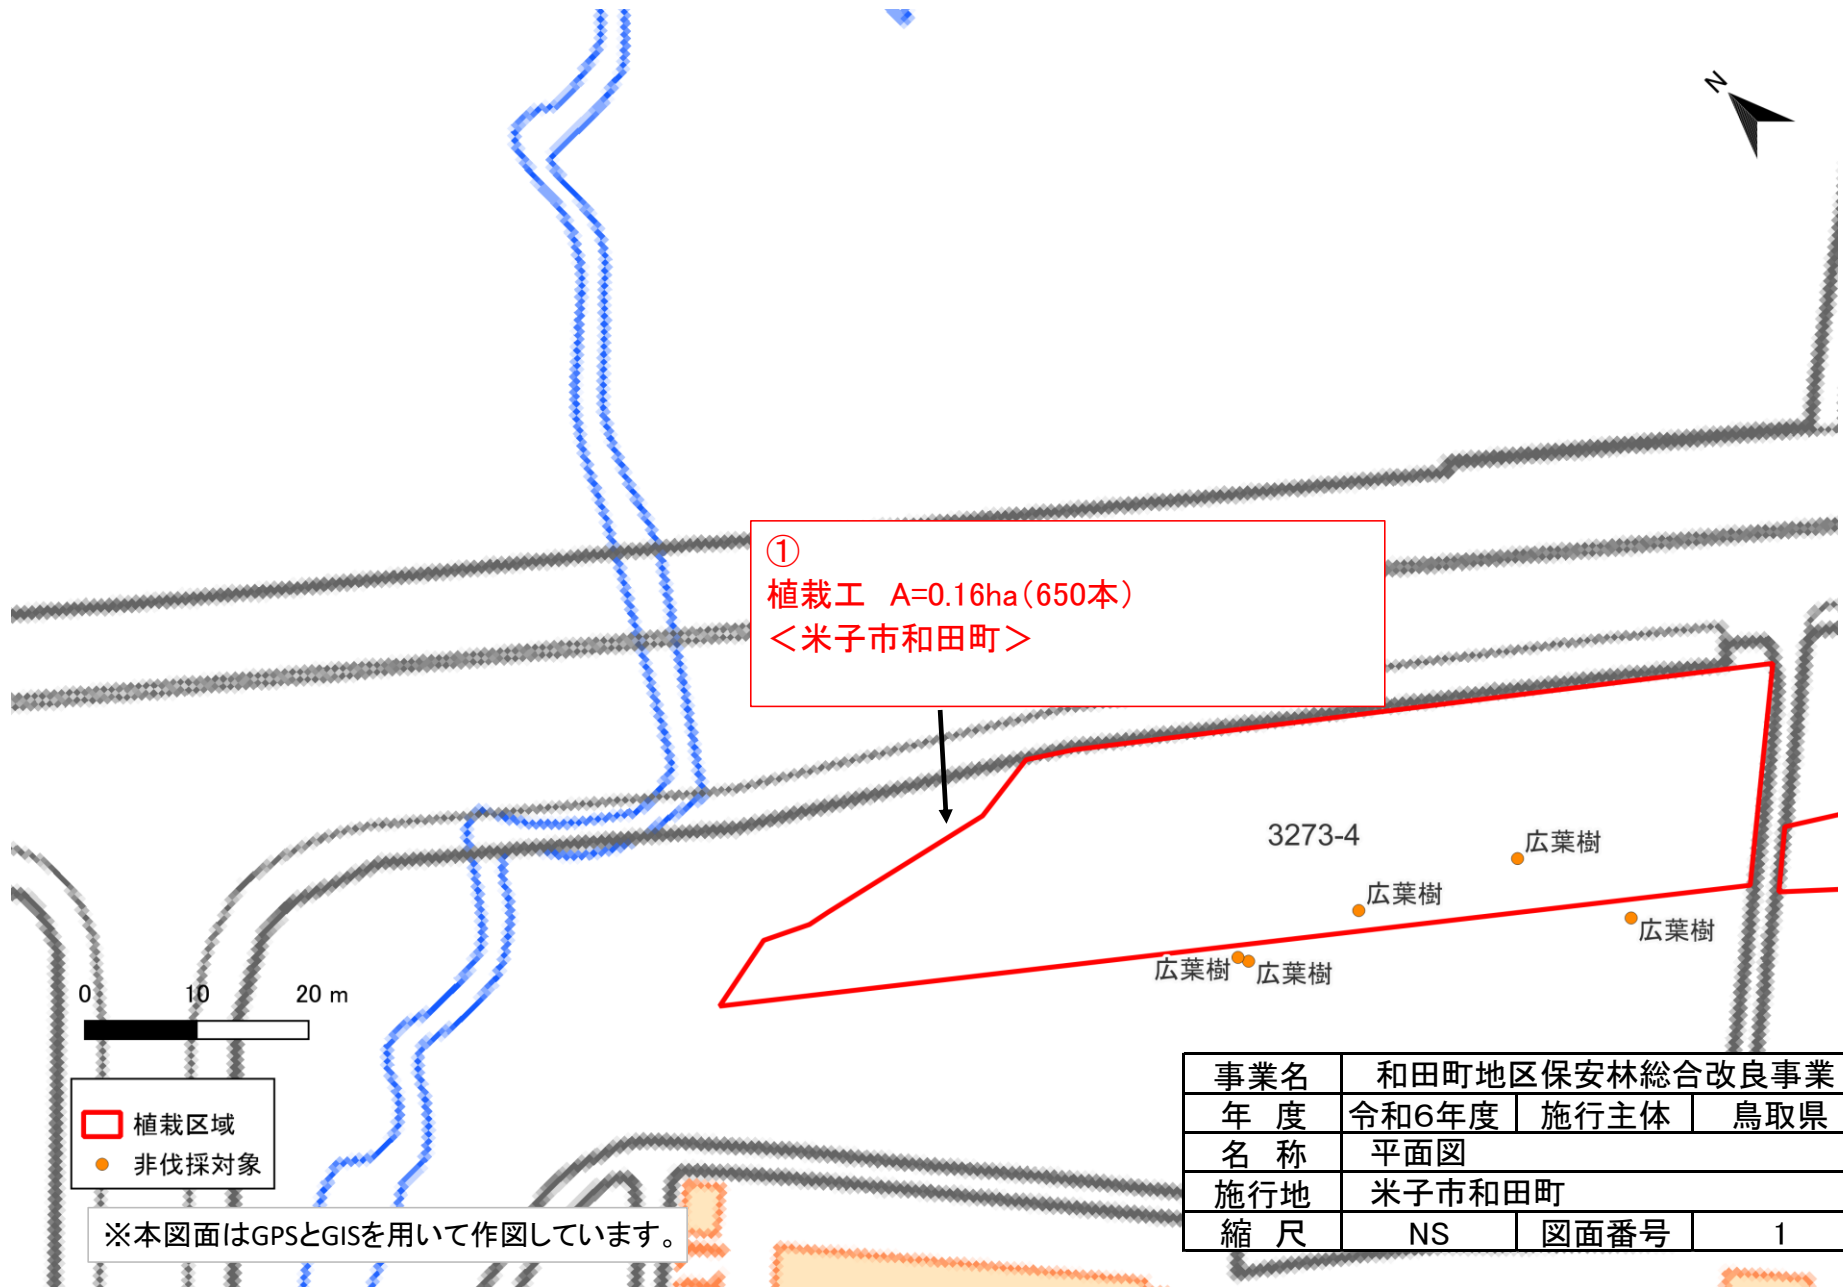 N
①
植栽工 A=0.16ha（650本）
＜米子市和田町＞
3273-4
広葉樹
広葉樹
広葉樹
広葉樹 広葉樹
0 10 20 m
植栽区域
非伐採対象
※本図面はGPSとGISを用いて作図しています。
事業名 和田町地区保安林総合改良事業
年 度 令和6年度 施行主体 鳥取県
名 称 平面図
施行地 米子市和田町
縮 尺 NS 図面番号 1